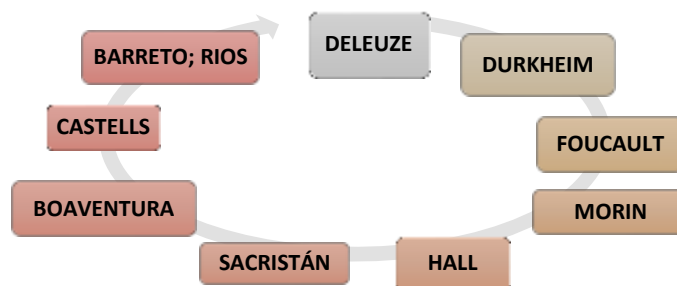 DELEUZE
DURKHEIM
FOUCAULT
MORIN
HALL
SACRISTÁN
BOAVENTURA
CASTELLS
BARRETO; RIOS